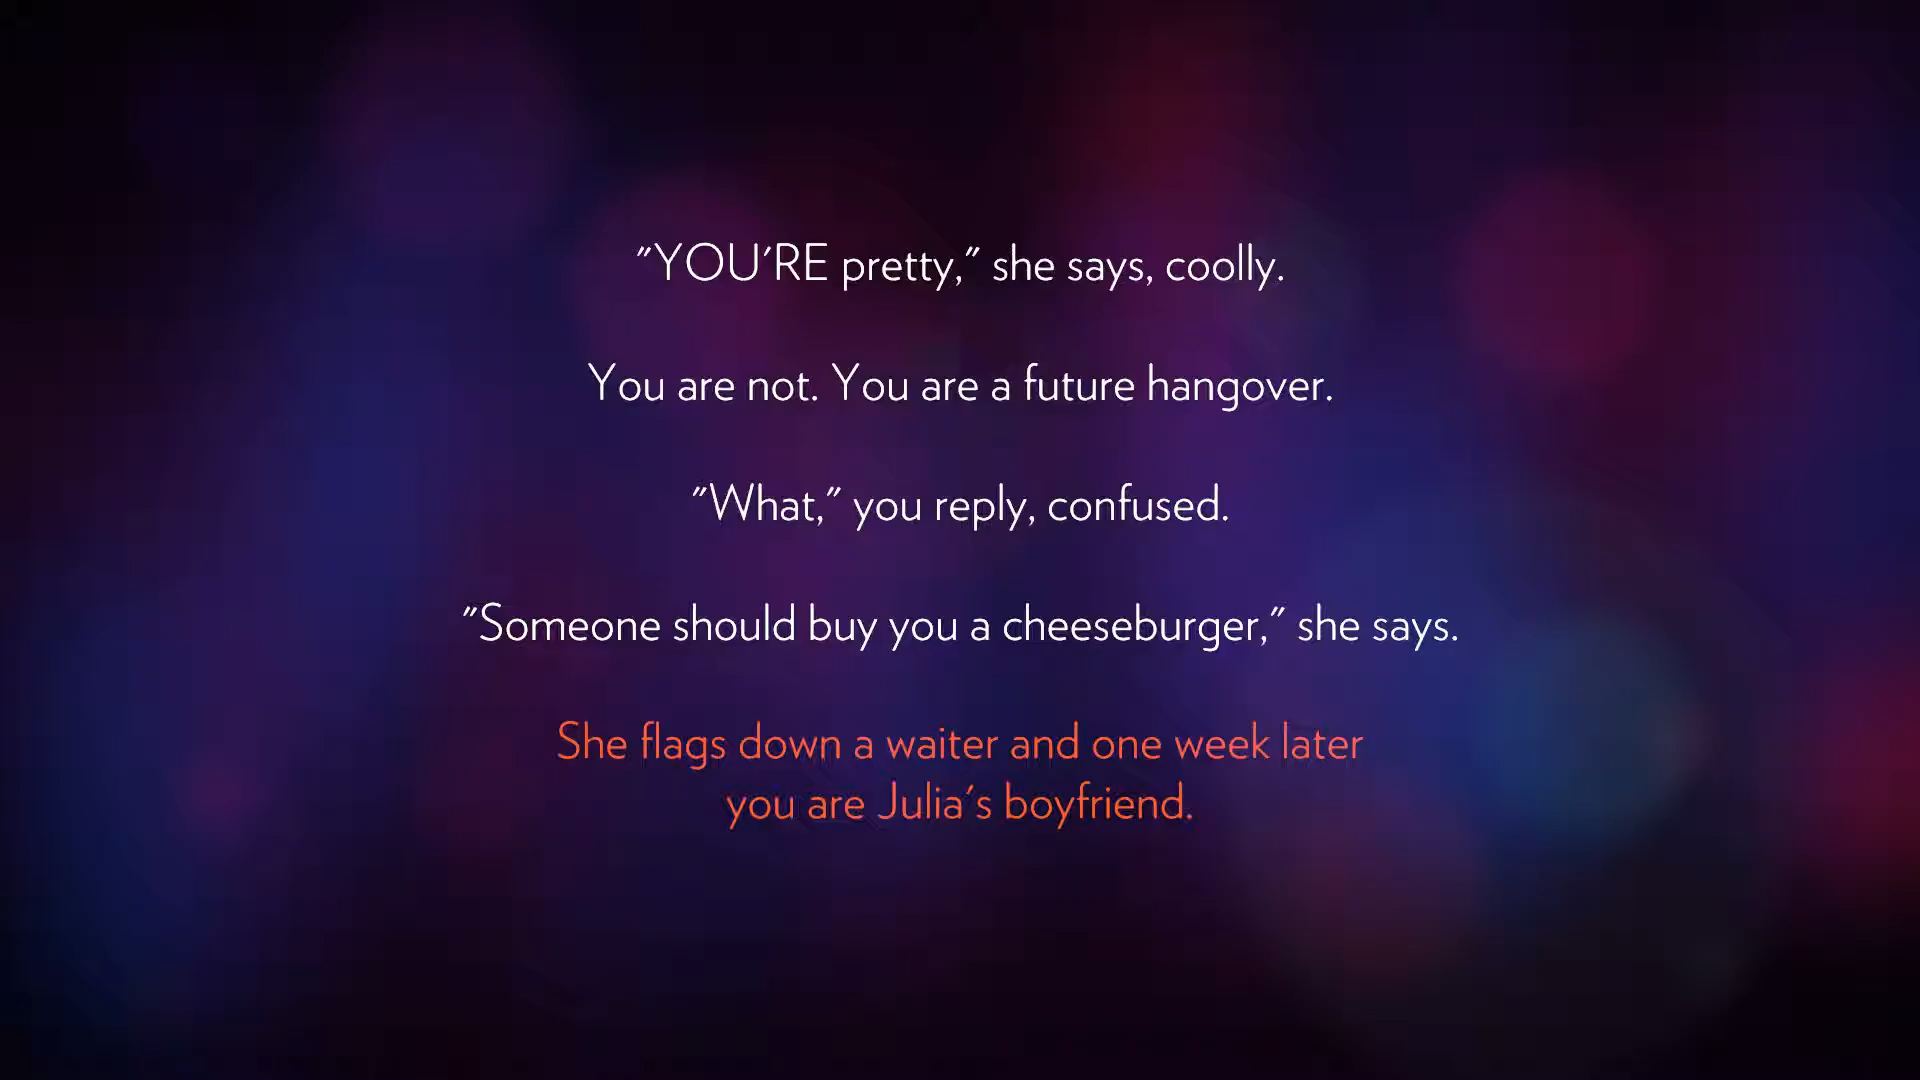 "YOU'RE pretty," she says, coolly.
You are not. You are a future hangover.
"What," you reply, confused.
"Someone should buy you a cheeseburger," she says.
She flags down a waiter and one week later
you are Julia's boyfriend.